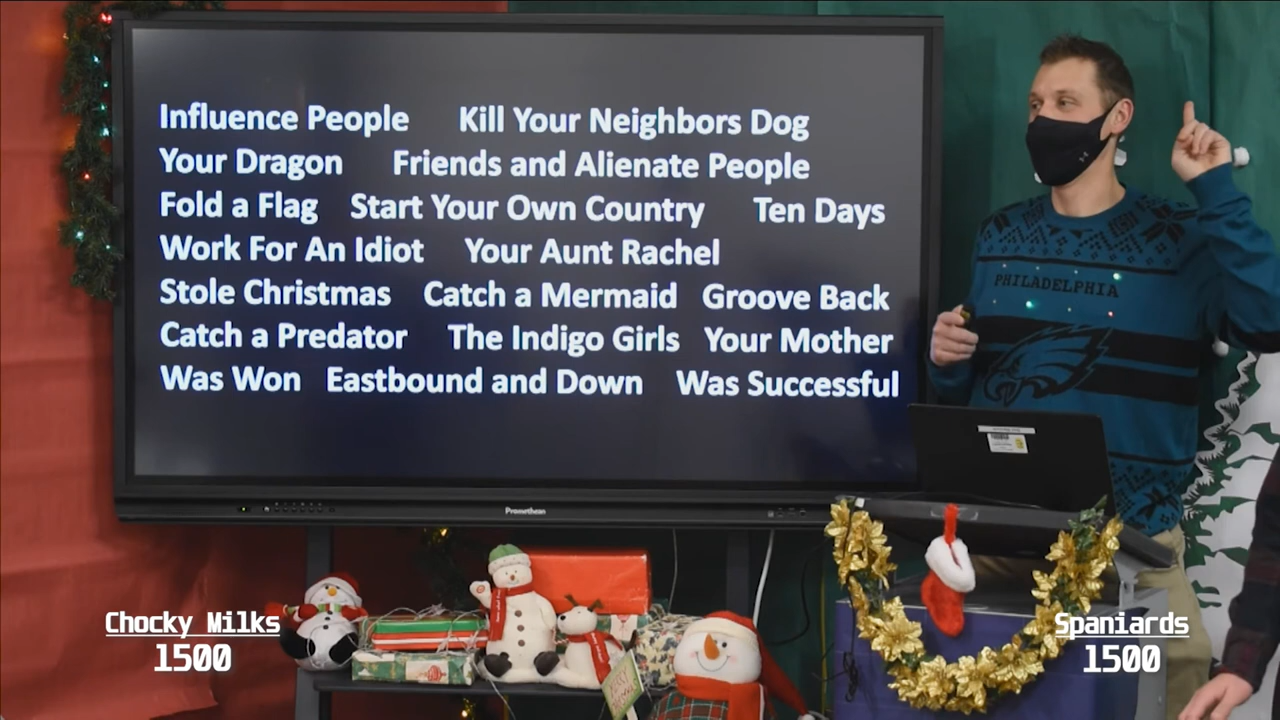 Influence People Kill Your Neighbors Dog
Your Dragon Friends and Alienate People
Fold a Flag Start Your Own Country Ten Days
Work For An Idiot Your Aunt Rachel
Stole Christmas Catch a Mermaid Groove Back
Catch a Predator The Indigo Girls Your Mother
Was Won Eastbound and Down Was Successful
PHILADELPHIA
Promethean
Chocky Milks
1500
Spaniards
1500